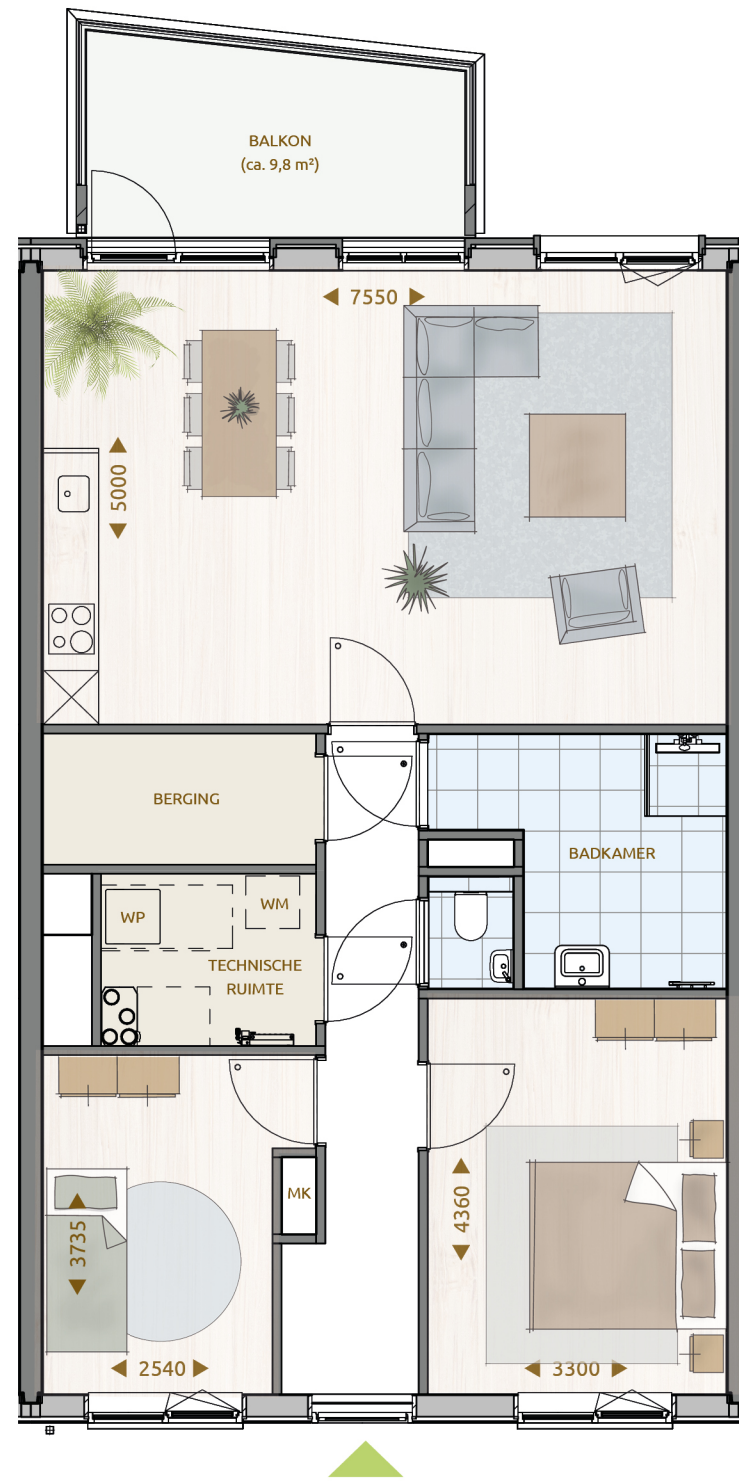 BALKON
(ca. 9,8 m²)
7550
5000
BERGING
BADKAMER
WP
WM
TECHNISCHE
RUIMTE
MK
3735
4360
2540
3300